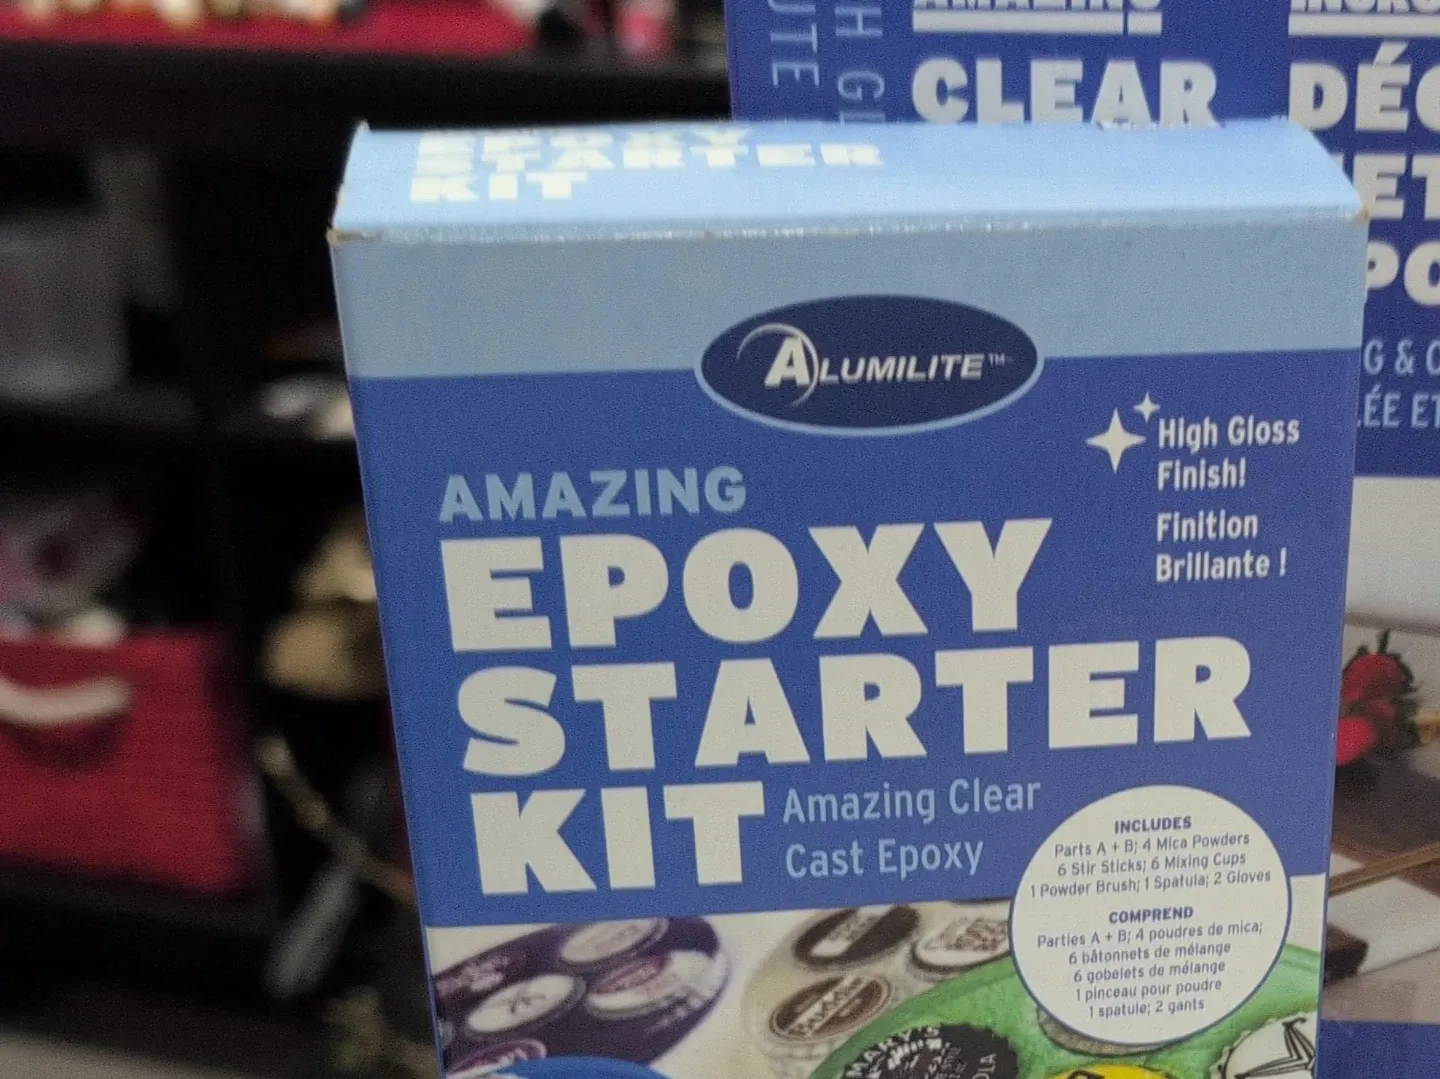 CLEAR
EPOXY
STARTER
KIT
ALUMILITE™
High Gloss
Finish!
Finition
Brillante !
AMAZING
EPOXY
STARTER
KIT
Amazing Clear
Cast Epoxy
INCLUDES
Parts A + B; 4 Mica Powders
6 Stir Sticks; 6 Mixing Cups
1 Powder Brush; 1 Spatula; 2 Gloves
COMPREND
Parties A + B; 4 poudres de mica;
6 bâtonnets de mélange
6 gobelets de mélange
1 pinceau pour poudre
1 spatule; 2 gants
MARY'S